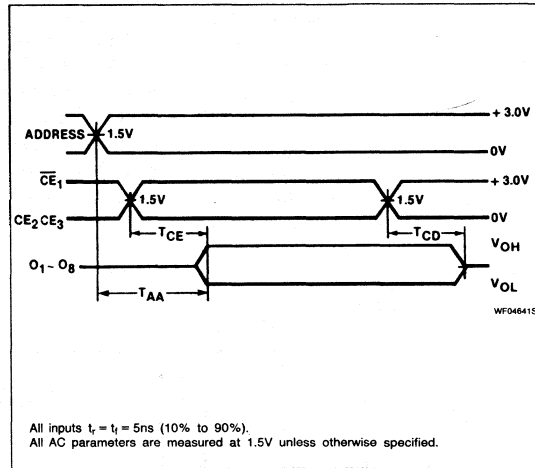 + 3.0V
ADDRESS 1.5V
0V
CE1 + 3.0V
1.5V 1.5V
CE2 CE3 0V
TCE TCD VOH
O1~O8
TAA VOL
WF04641S
All inputs tr = tf = 5ns (10% to 90%).
All AC parameters are measured at 1.5V unless otherwise specified.